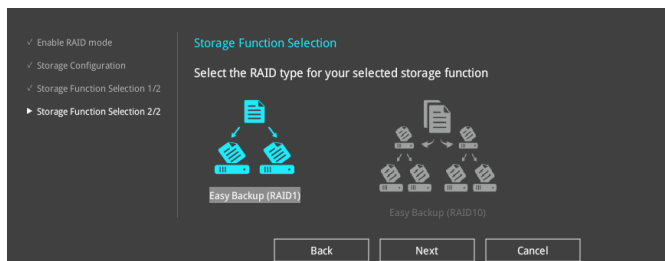 Enable RAID mode
Storage Configuration
Storage Function Selection 1/2
Storage Function Selection 2/2
Storage Function Selection
Select the RAID type for your selected storage function
Easy Backup (RAID1)
Easy Backup (RAID10)
Back
Next
Cancel